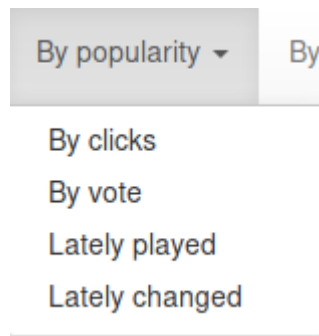 By popularity By
By clicks
By vote
Lately played
Lately changed